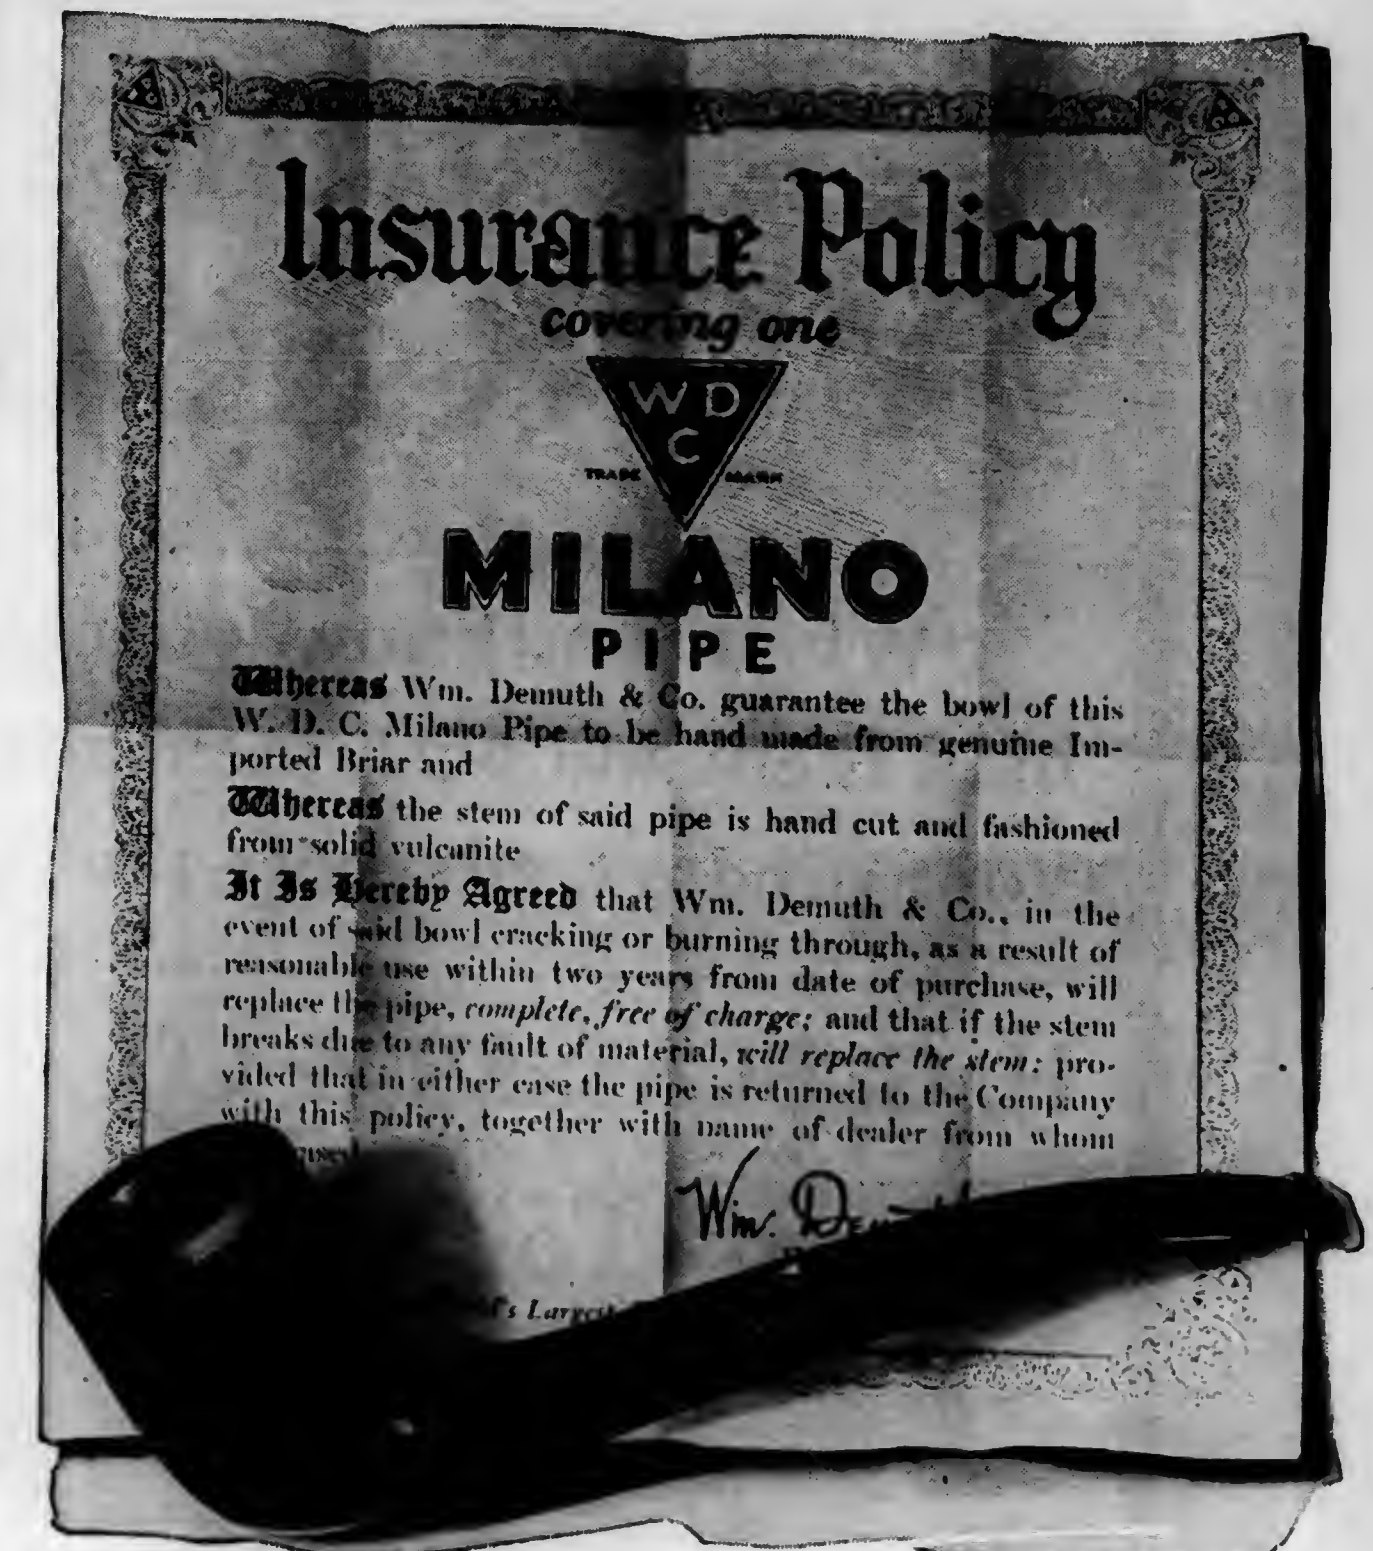 Insurance Policy
covering one
W D
C
TRADE MARK
MILANO
PIPE
Whereas Wm. Demuth & Co. guarantee the bowl of this
W. D. C. Milano Pipe to be hand made from genuine Im-
ported Briar and
Whereas the stem of said pipe is hand cut and fashioned
from solid vulcanite
It Is Hereby Agreed that Wm. Demuth & Co., in the
event of said bowl cracking or burning through, as a result of
reasonable use within two years from date of purchase, will
replace the pipe, complete, free of charge; and that if the stem
breaks due to any fault of material, will replace the stem: pro-
vided that in either case the pipe is returned to the Company
with this policy, together with name of dealer from whom
Wm.
Largest